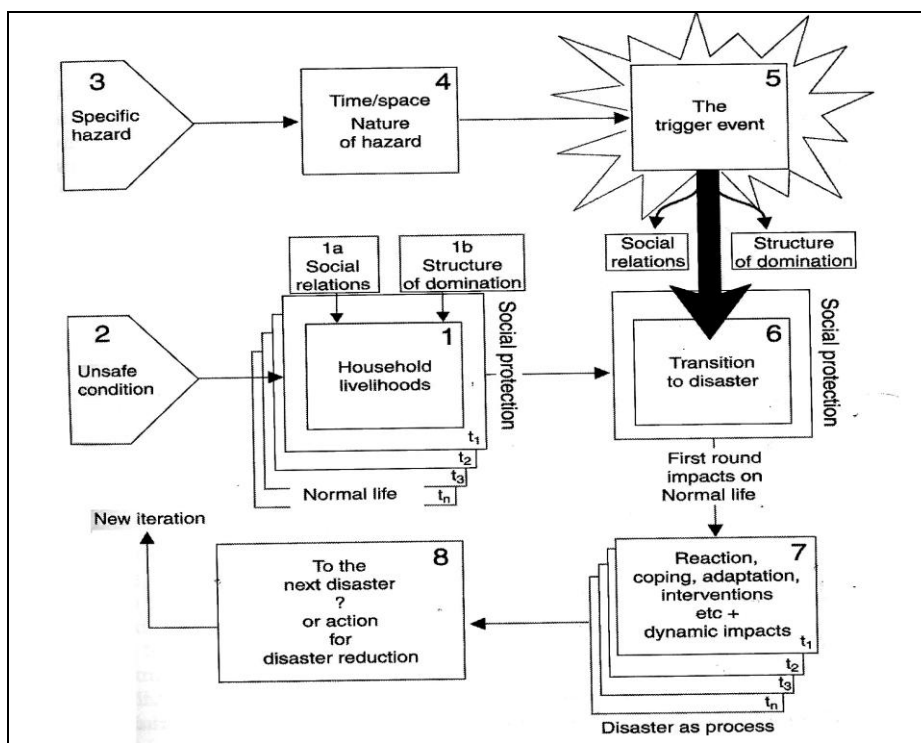 3
Specific
hazard
4
Time/space
Nature
of hazard
5
The
trigger event
Social
relations
Structure
of domination
1a
Social
relations
1b
Structure
of domination
2
Unsafe
condition
1
Household
livelihoods
t1
t2
t3
tn
Normal life
Social protection
6
Transition
to disaster
Social protection
First round
impacts on
Normal life
7
Reaction,
coping, adaptation,
interventions
etc +
dynamic impacts
t1
t2
t3
tn
Disaster as process
8
To the
next disaster
?
or action
for
disaster reduction
New iteration